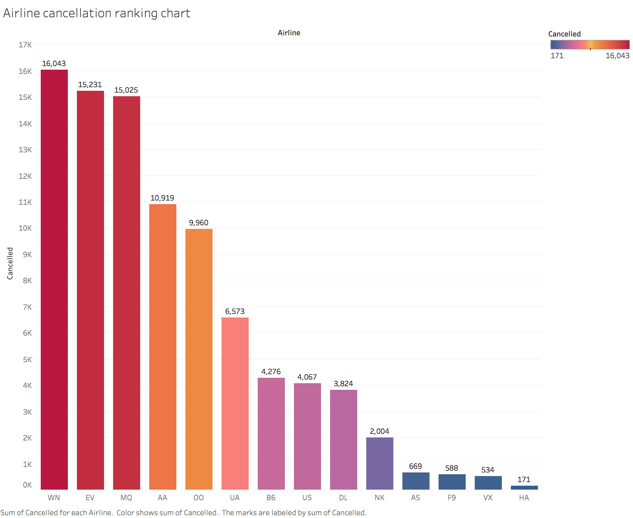 Airline cancellation ranking chart
Airline
Cancelled
171 16,043
17K
16K
15K
14K
13K
12K
11K
10K
9K
8K
7K
6K
5K
4K
3K
2K
1K
0K
Cancelled
16,043
15,231
15,025
10,919
9,960
6,573
4,276
4,067
3,824
2,004
669
588
534
171
WN EV MQ AA OO UA B6 US DL NK AS F9 VX HA
Sum of Cancelled for each Airline. Color shows sum of Cancelled. The marks are labeled by sum of Cancelled.